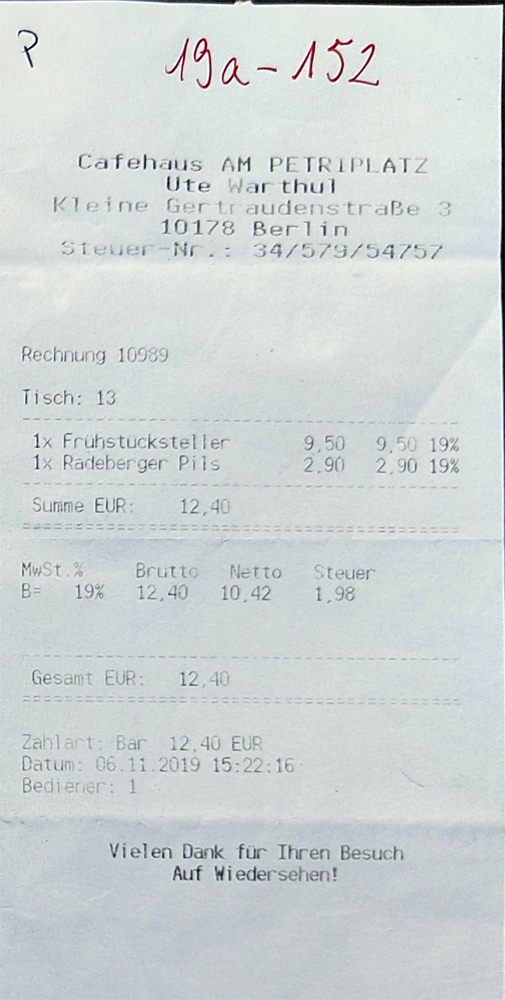 P
19a-152
Cafehaus AM PETRIPLATZ
Ute Warthul
Kleine Gertraudenstraße 3
10178 Berlin
Steuer-Nr.: 34/579/54757
Rechnung 10989
Tisch: 13
1x Frühstücksteller 9,50 9,50 19%
1x Radeberger Pils 2,90 2,90 19%
Summe EUR: 12,40
MwSt.% Brutto Netto Steuer
B= 19% 12,40 10,42 1,98
Gesamt EUR: 12,40
Zahlart: Bar 12,40 EUR
Datum: 06.11.2019 15:22:16
Bediener: 1
Vielen Dank für Ihren Besuch
Auf Wiedersehen!